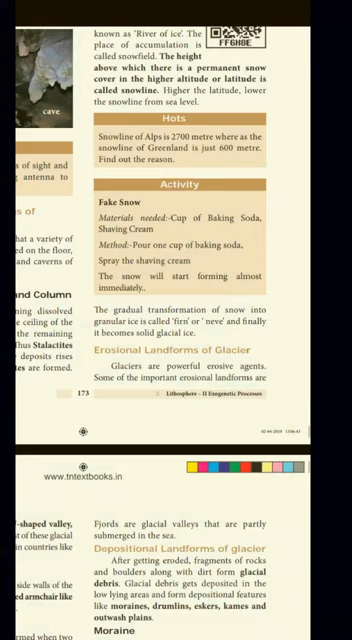 known as 'River of ice'. The
place of accumulation is
called snowfield. The height
above which there is a permanent snow
cover in the higher altitude or latitude is
called snowline. Higher the latitude, lower
the snowline from sea level.
FF6H8E
Hots
Snowline of Alps is 2700 metre where as the
snowline of Greenland is just 600 metre.
Find out the reason.
Activity
Fake Snow
Materials needed:-Cup of Baking Soda,
Shaving Cream
Method:-Pour one cup of baking soda,
Spray the shaving cream
The snow will start forming almost
immediately..
The gradual transformation of snow into
granular ice is called 'firn' or ' neve' and finally
it becomes solid glacial ice.
Erosional Landforms of Glacier
Glaciers are powerful erosive agents.
Some of the important erosional landforms are
cave
s of sight and
antenna to
s of
hat a variety of
ed on the floor,
and caverns of
and Column
ning dissolved
e ceiling of the
the remaining
Thus Stalactites
deposits rises
tes are formed.
173
Lithosphere – II Exogenetic Processes
02-04-2019 13:06:43
www.tntextbooks.in
-shaped valley,
st of these glacial
in countries like
side walls of the
ed armchair like
rmed when two
Fjords are glacial valleys that are partly
submerged in the sea.
Depositional Landforms of glacier
After getting eroded, fragments of rocks
and boulders along with ice form glacial
debris. Glacial debris gets deposited in the
low lying areas and form depositional features
like moraines, drumlins, eskers, kames and
outwash plains.
Moraine